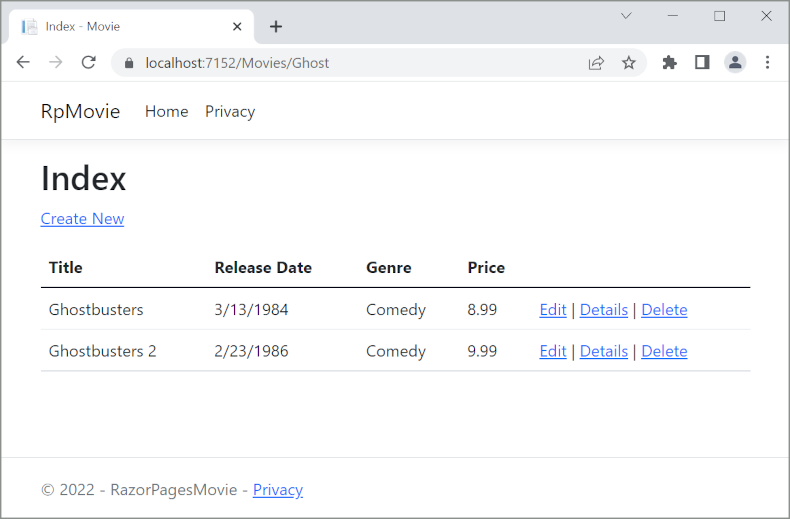 Index - Movie
localhost:7152/Movies/Ghost
RpMovie Home Privacy
Index
Create New
Title Release Date Genre Price
Ghostbusters 3/13/1984 Comedy 8.99 Edit | Details | Delete
Ghostbusters 2 2/23/1986 Comedy 9.99 Edit | Details | Delete
© 2022 - RazorPagesMovie - Privacy